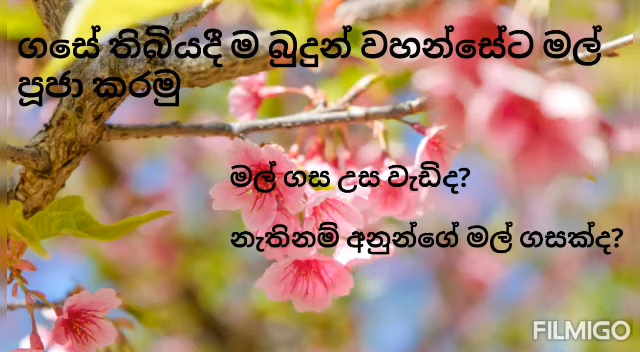 ගසේ තිබියදී ම බුදුන් වහන්සේට මල්
පූජා කරමු
මල් ගස උස වැඩිද?
නැතිනම් අනුන්ගේ මල් ගසක්ද?
FILMIGO